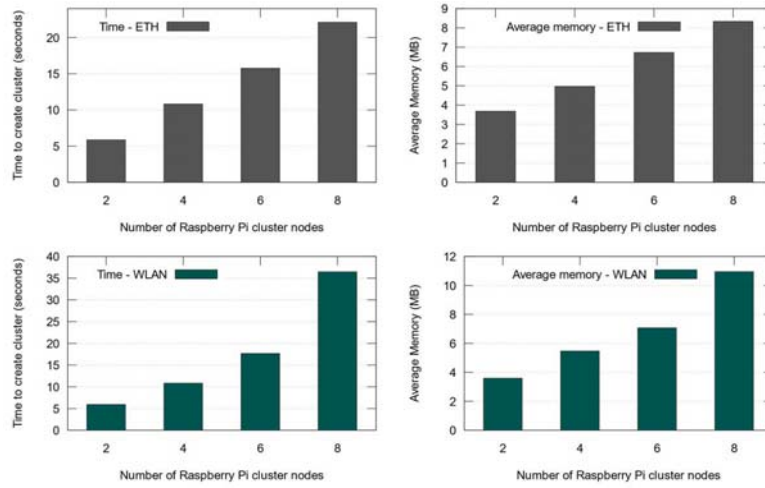 Time to create cluster (seconds)
Time - ETH
20
15
10
5
0
2 4 6 8
Number of Raspberry Pi cluster nodes
Average Memory (MB)
Average memory - ETH
9
8
7
6
5
4
3
2
1
0
2 4 6 8
Number of Raspberry Pi cluster nodes
Time to create cluster (seconds)
Time - WLAN
40
35
30
25
20
15
10
5
0
2 4 6 8
Number of Raspberry Pi cluster nodes
Average Memory (MB)
Average memory - WLAN
12
10
8
6
4
2
0
2 4 6 8
Number of Raspberry Pi cluster nodes